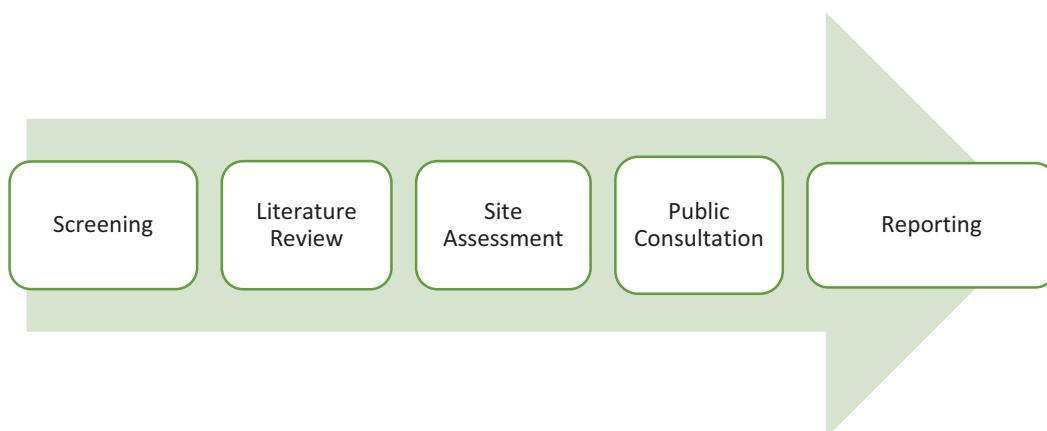 Screening
Literature
Review
Site
Assessment
Public
Consultation
Reporting